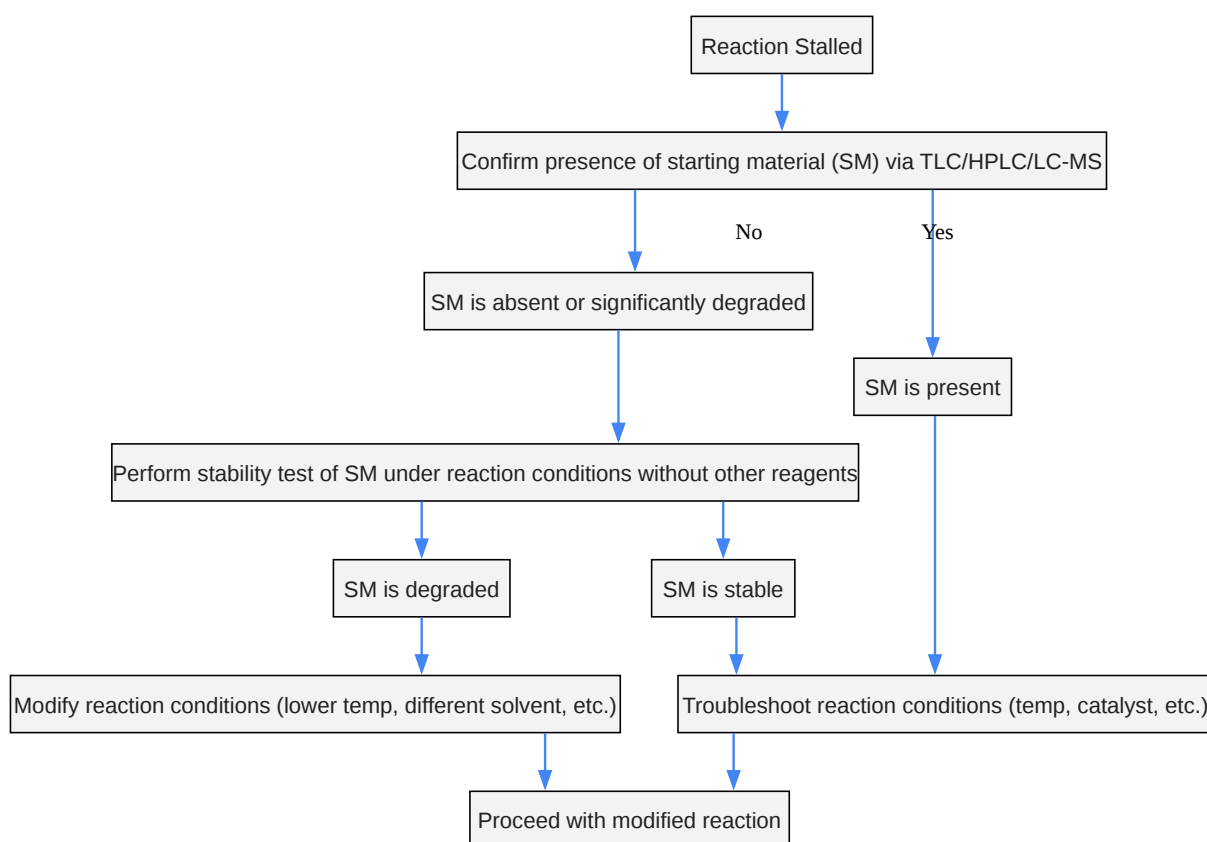 Reaction Stalled
Confirm presence of starting material (SM) via TLC/HPLC/LC-MS
No
Yes
SM is absent or significantly degraded
SM is present
Perform stability test of SM under reaction conditions without other reagents
SM is degraded
SM is stable
Modify reaction conditions (lower temp, different solvent, etc.)
Troubleshoot reaction conditions (temp, catalyst, etc.)
Proceed with modified reaction